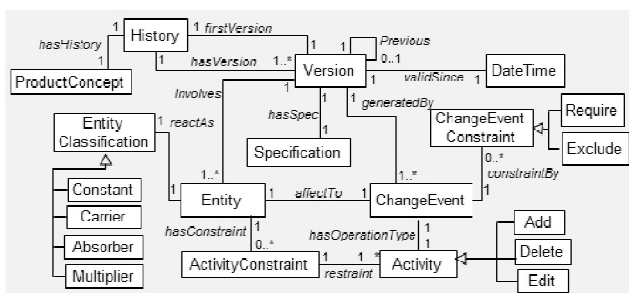 1 History 1 firstVersion
hasHistory 1 1 Previous
1 hasVersion 1..* Version 0..1
1 validSince 1 DateTime
ProductConcept
Involves 1 1 1 generatedBy
hasSpec
Entity Classification 1 reactAs
1 Specification
ChangeEvent Constraint
Require
Exclude
0..* constraintBy
Constant
Carrier
Absorber
Multiplier
1..* 1..*
1 Entity 1 affectTo 1 ChangeEvent 1
hasConstraint 1 hasOperationType 1
0..* 1
ActivityConstraint 1 restraint 1 * Activity
Add
Delete
Edit